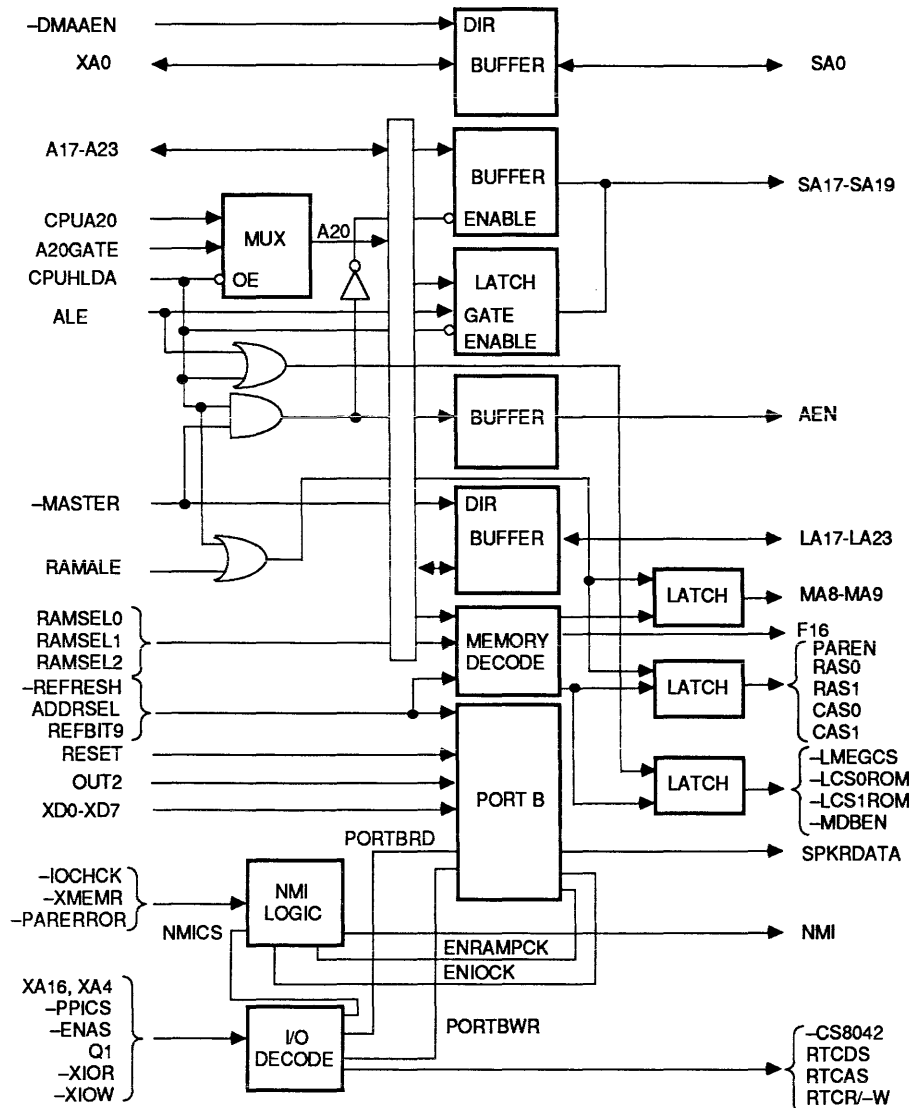 –DMAAEN
DIR
XA0
BUFFER
SA0
A17-A23
BUFFER
SA17-SA19
CPUA20
MUX
A20
ENABLE
A20GATE
CPUHLDA
OE
LATCH
ALE
GATE
ENABLE
BUFFER
AEN
–MASTER
DIR
BUFFER
LA17-LA23
RAMALE
LATCH
MA8-MA9
RAMSEL0
RAMSEL1
RAMSEL2
MEMORY
DECODE
F16
–REFRESH
ADDRSEL
REFBIT9
LATCH
PAREN
RAS0
RAS1
CAS0
CAS1
RESET
OUT2
XD0-XD7
PORT B
LATCH
–LMEGCS
–LCS0ROM
–LCS1ROM
–MDBEN
PORTBRD
SPKRDATA
–IOCHCK
–XMEMR
–PARERROR
NMI
LOGIC
NMICS
NMI
ENRAMPCK
ENIOCK
XA16, XA4
–PPICS
–ENAS
Q1
–XIOR
–XIOW
I/O
DECODE
PORTBWR
–CS8042
RTCDS
RTCAS
RTCR/–W